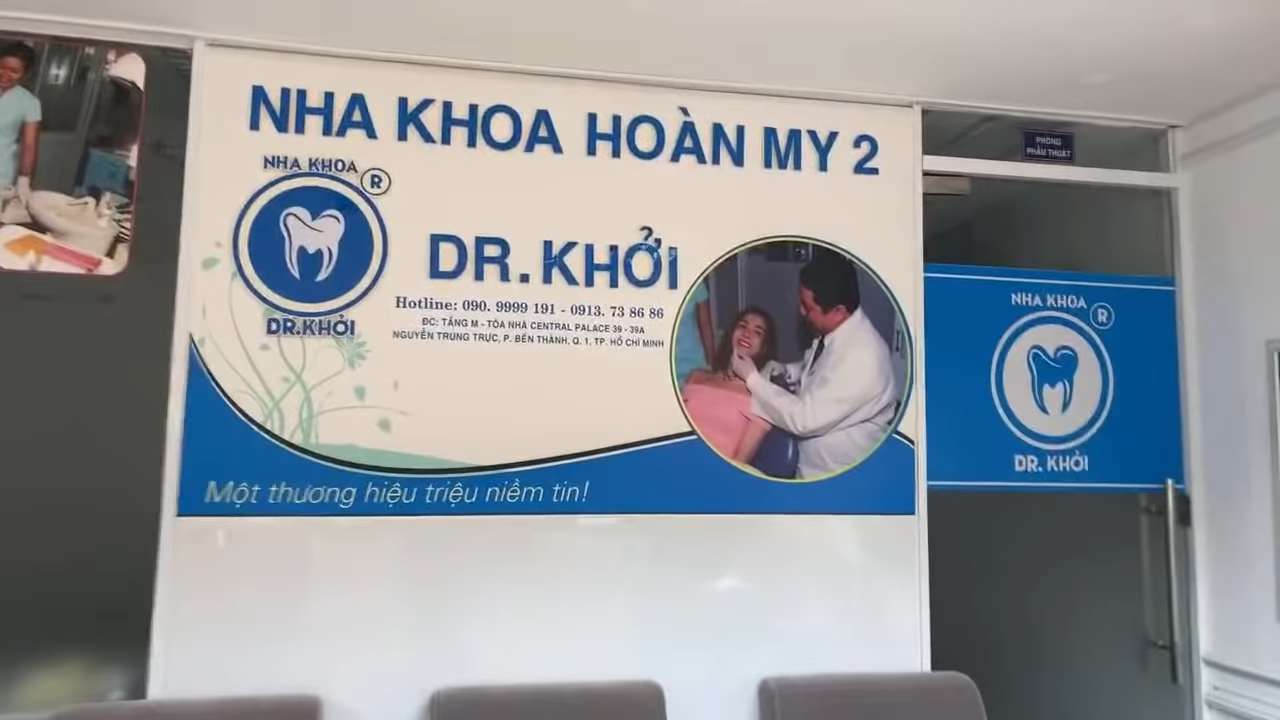 NHA KHOA HOÀN MY 2
NHA KHOA ®
DR.KHỞI
DR.KHỞI
Hotline: 090. 9999 191 - 0913. 73 86 86
ĐC: TẦNG M - TÒA NHÀ CENTRAL PALACE 39 - 39A
NGUYỄN TRUNG TRỰC, P. BẾN THÀNH, Q. 1, TP. HỒ CHÍ MINH
Một thương hiệu triệu niềm tin!
PHÒNG
PHẪU THUẬT
NHA KHOA ®
DR. KHỞI